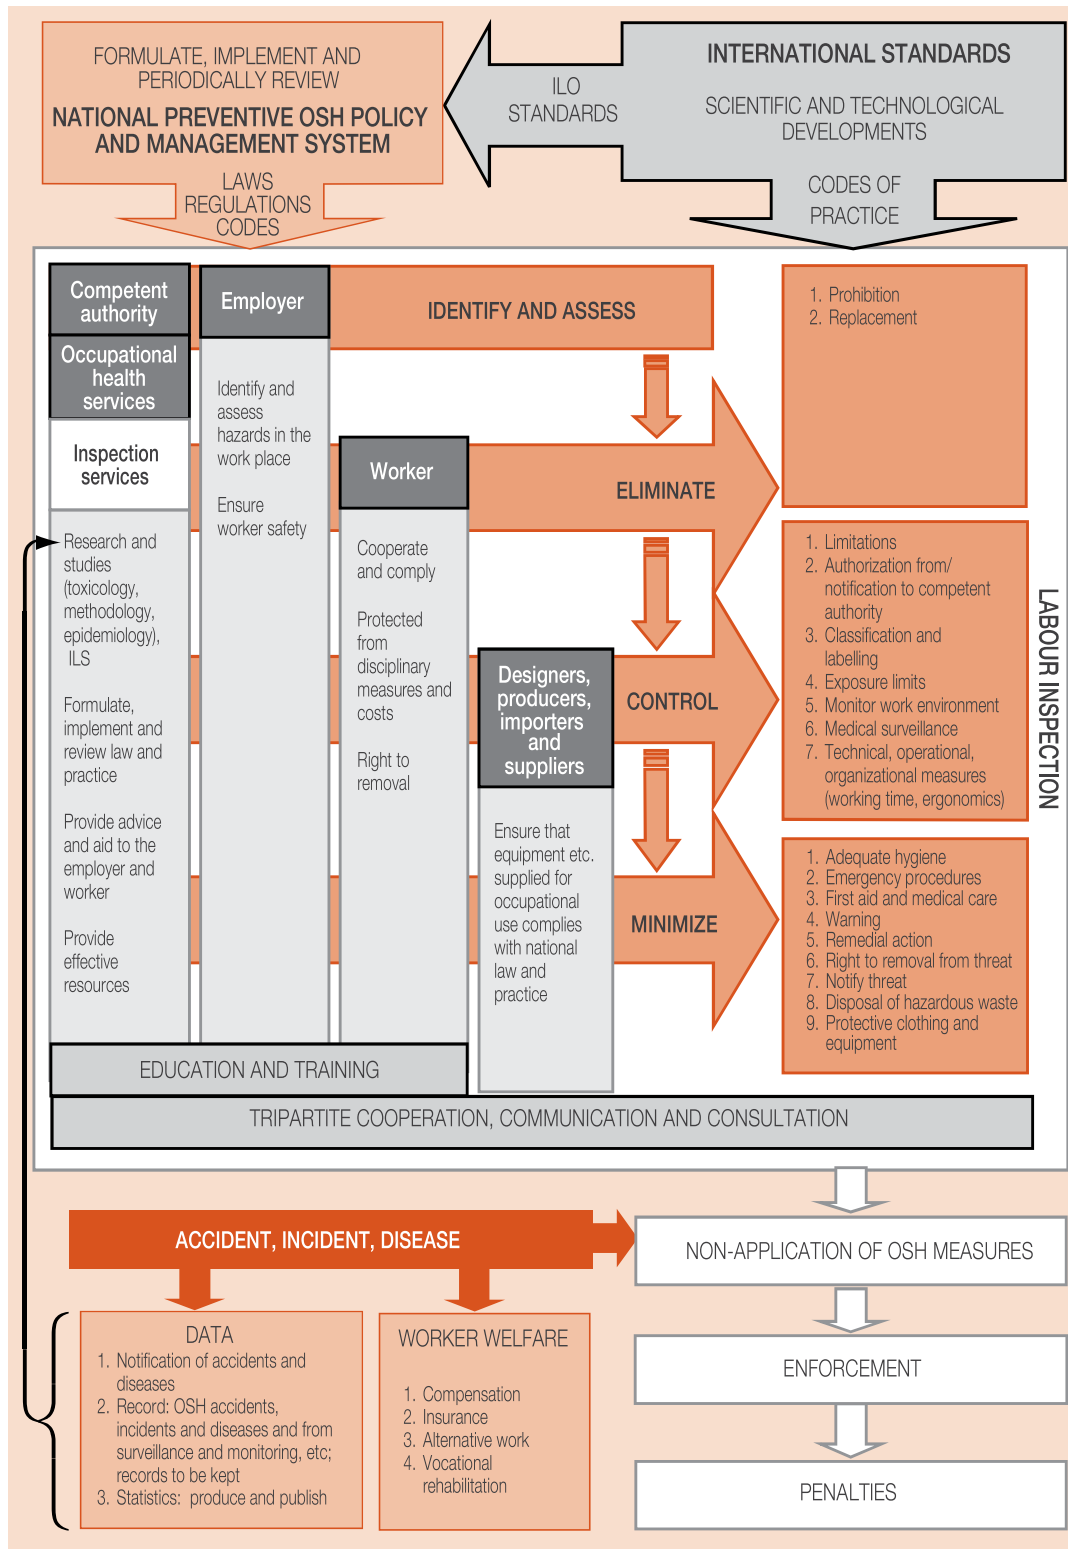 FORMULATE, IMPLEMENT AND
PERIODICALLY REVIEW
NATIONAL PREVENTIVE OSH POLICY
AND MANAGEMENT SYSTEM
LAWS
REGULATIONS
CODES
ILO
STANDARDS
INTERNATIONAL STANDARDS
SCIENTIFIC AND TECHNOLOGICAL
DEVELOPMENTS
CODES OF
PRACTICE
Competent
authority
Occupational
health
services
Inspection
services
Research and
studies
(toxicology,
methodology,
epidemiology),
ILS
Formulate,
implement and
review law and
practice
Provide advice
and aid to the
employer and
worker
Provide
effective
resources
Employer
Identify and
assess
hazards in the
work place
Ensure
worker safety
Worker
Cooperate
and comply
Protected
from
disciplinary
measures and
costs
Right to
removal
Designers,
producers,
importers
and
suppliers
Ensure that
equipment etc.
supplied for
occupational
use complies
with national
law and
practice
IDENTIFY AND ASSESS
ELIMINATE
CONTROL
MINIMIZE
1. Prohibition
2. Replacement
1. Limitations
2. Authorization from/
notification to competent
authority
3. Classification and
labelling
4. Exposure limits
5. Monitor work environment
6. Medical surveillance
7. Technical, operational,
organizational measures
(working time, ergonomics)
1. Adequate hygiene
2. Emergency procedures
3. First aid and medical care
4. Warning
5. Remedial action
6. Right to removal from threat
7. Notify threat
8. Disposal of hazardous waste
9. Protective clothing and
equipment
LABOUR INSPECTION
EDUCATION AND TRAINING
TRIPARTITE COOPERATION, COMMUNICATION AND CONSULTATION
ACCIDENT, INCIDENT, DISEASE
DATA
1. Notification of accidents and
diseases
2. Record: OSH accidents,
incidents and diseases and from
surveillance and monitoring, etc;
records to be kept
3. Statistics: produce and publish
WORKER WELFARE
1. Compensation
2. Insurance
3. Alternative work
4. Vocational
rehabilitation
NON-APPLICATION OF OSH MEASURES
ENFORCEMENT
PENALTIES